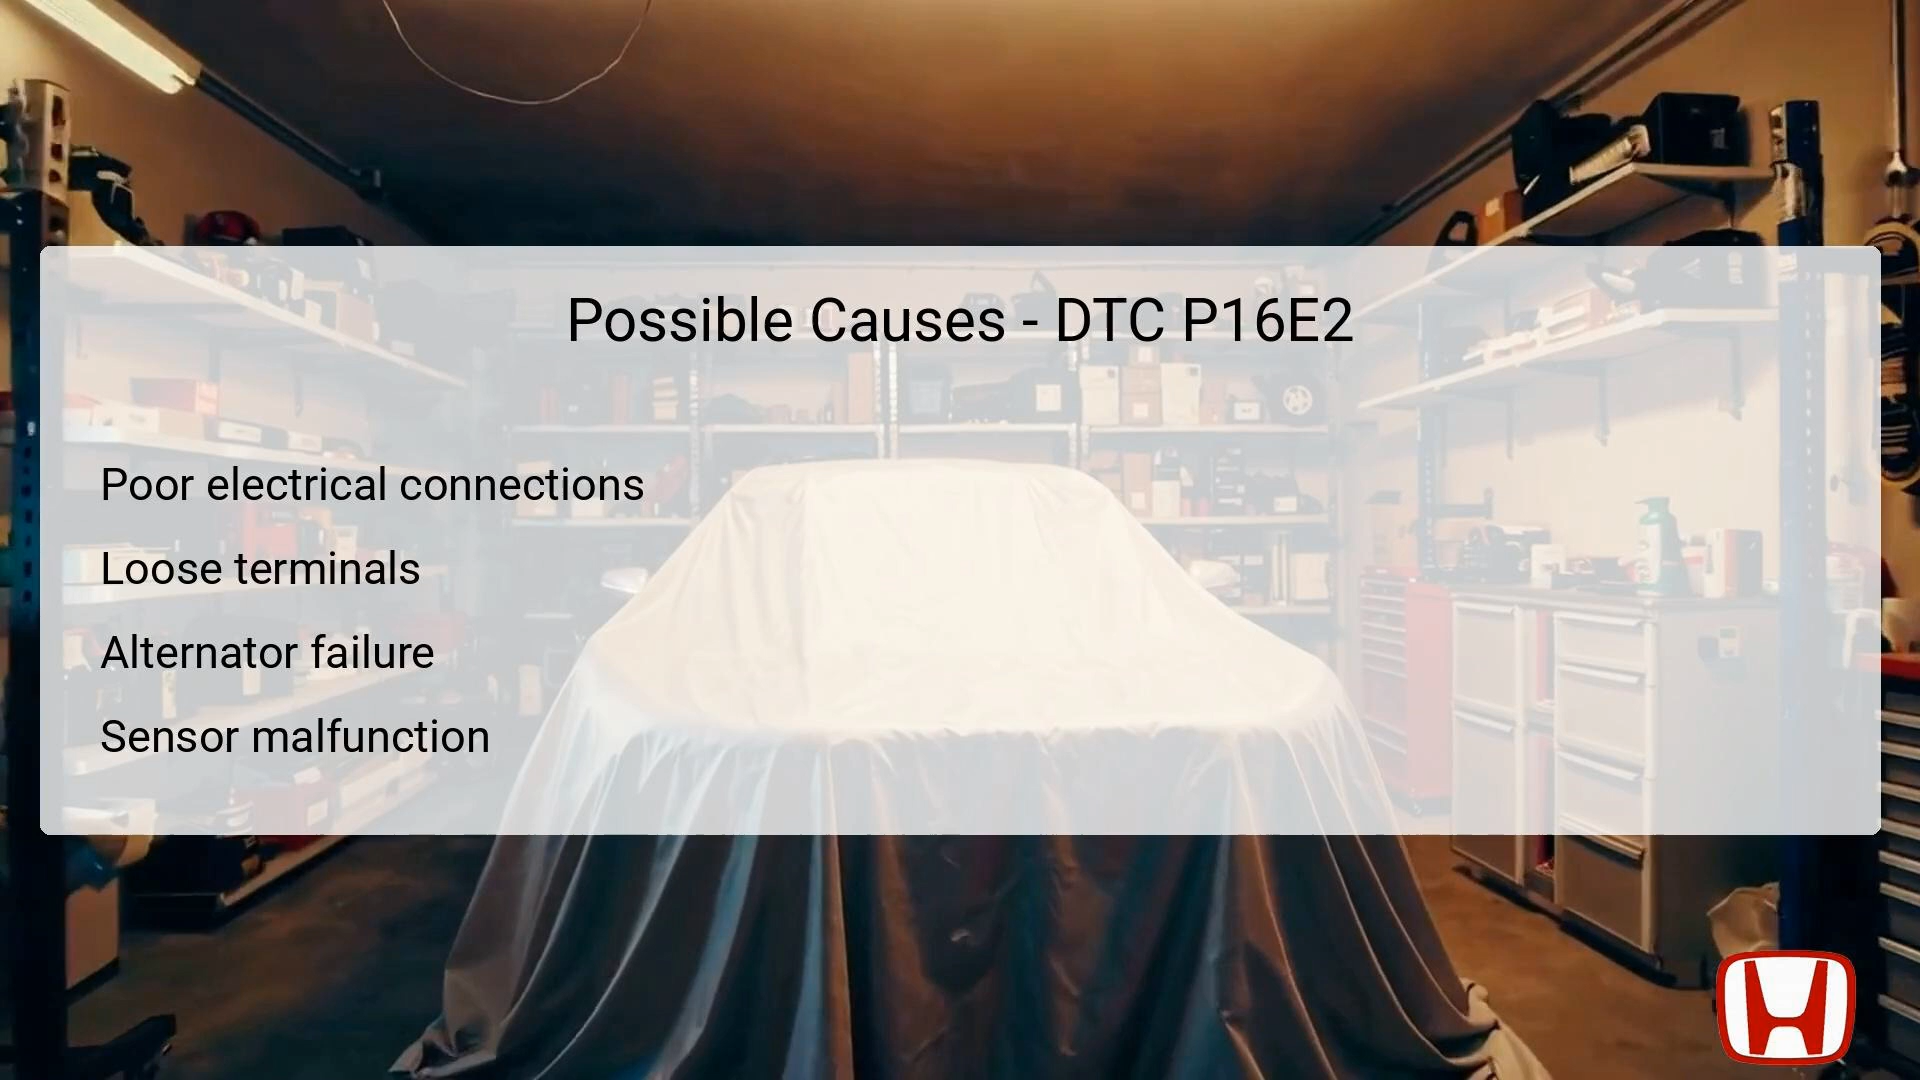 Possible Causes - DTC P16E2
Poor electrical connections
Loose terminals
Alternator failure
Sensor malfunction